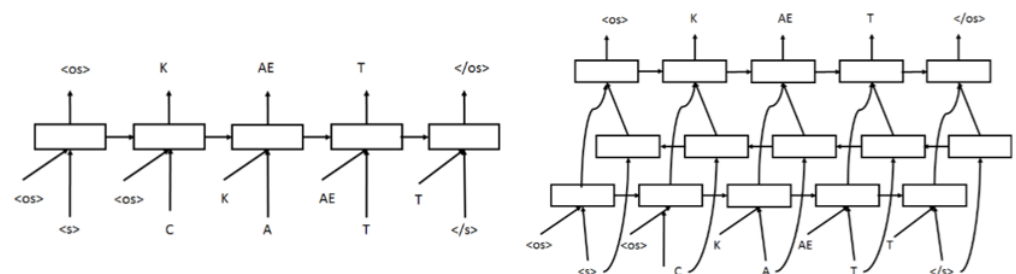 <os> K AE T </os>
<os> <os> K AE T
<s> C A T </s>
<os> K AE T </os>
<os> <os> K AE T
<s> C A T </s>